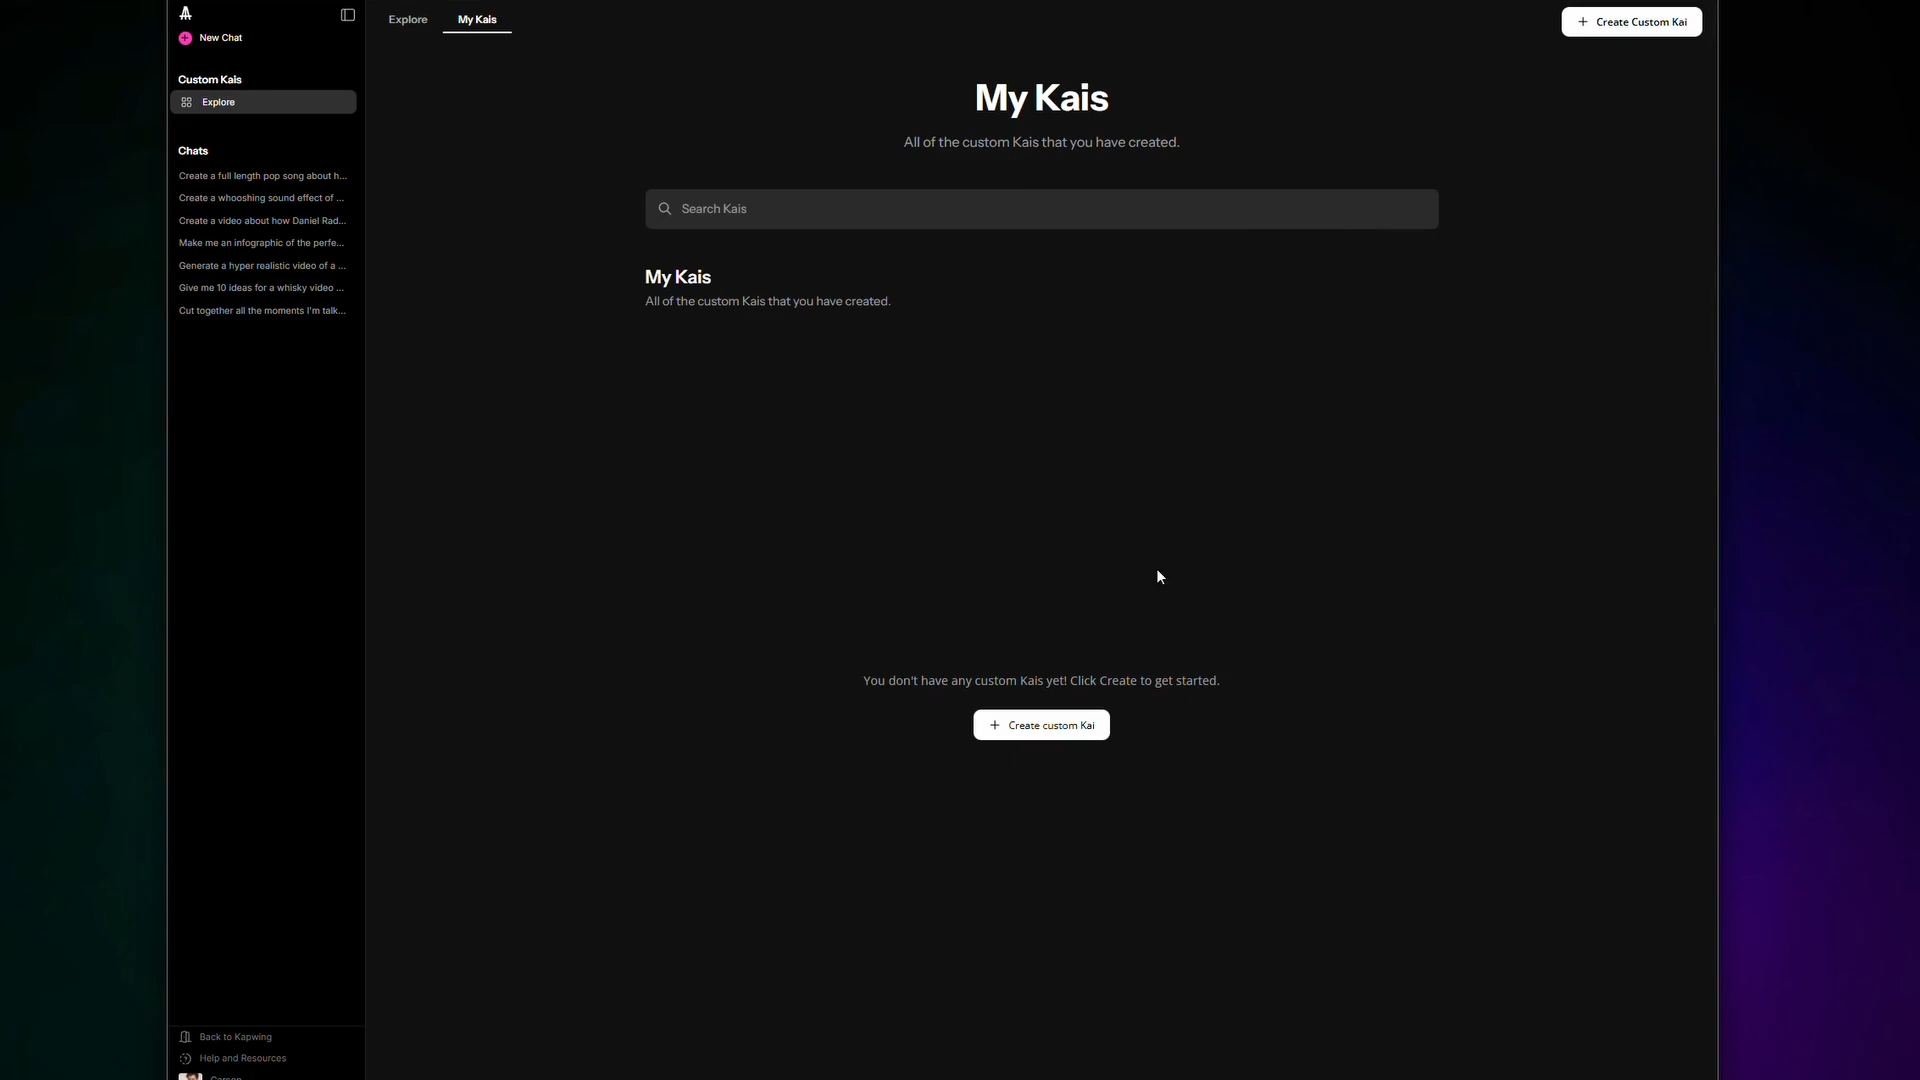 New Chat
Custom Kais
Explore
Chats
Create a full length pop song about h...
Create a whooshing sound effect of ...
Create a video about how Daniel Rad...
Make me an infographic of the perfe...
Generate a hyper realistic video of a ...
Give me 10 ideas for a whisky video ...
Cut together all the moments I'm talk...
Back to Kapwing
Help and Resources
Explore
My Kais
Create Custom Kai
My Kais
All of the custom Kais that you have created.
Search Kais
My Kais
All of the custom Kais that you have created.
You don't have any custom Kais yet! Click Create to get started.
Create custom Kai